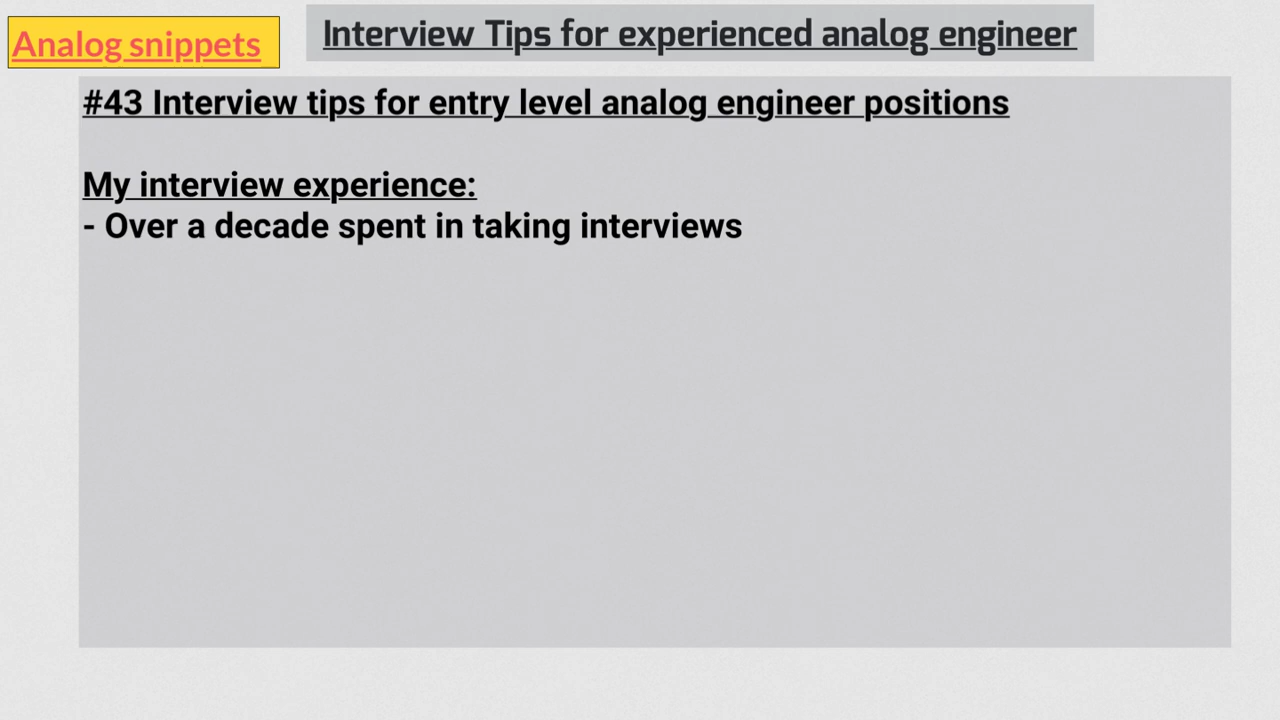 Analog snippets
Interview Tips for experienced analog engineer
#43 Interview tips for entry level analog engineer positions
My interview experience:
- Over a decade spent in taking interviews